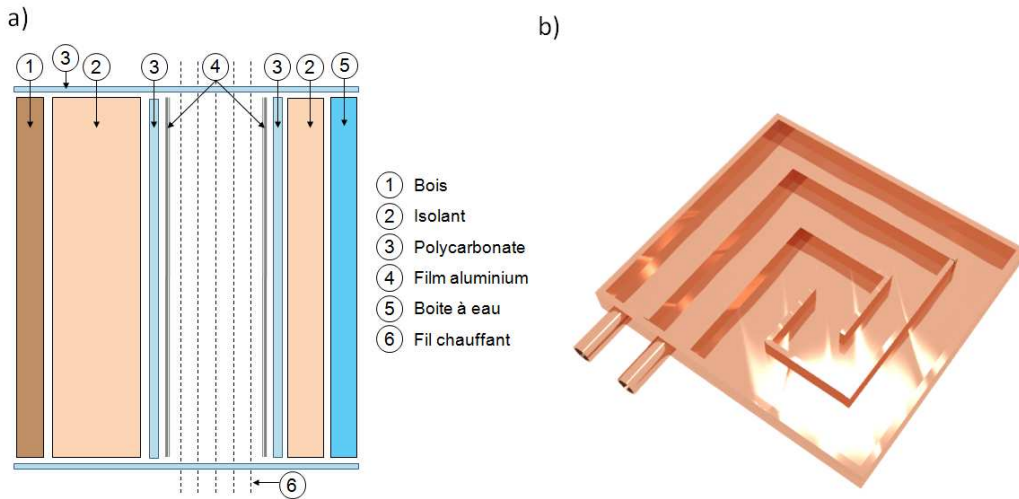 a)
b)
3
1 2 3 4 3 2 5
1 Bois
2 Isolant
3 Polycarbonate
4 Film aluminium
5 Boite à eau
6 Fil chauffant
6